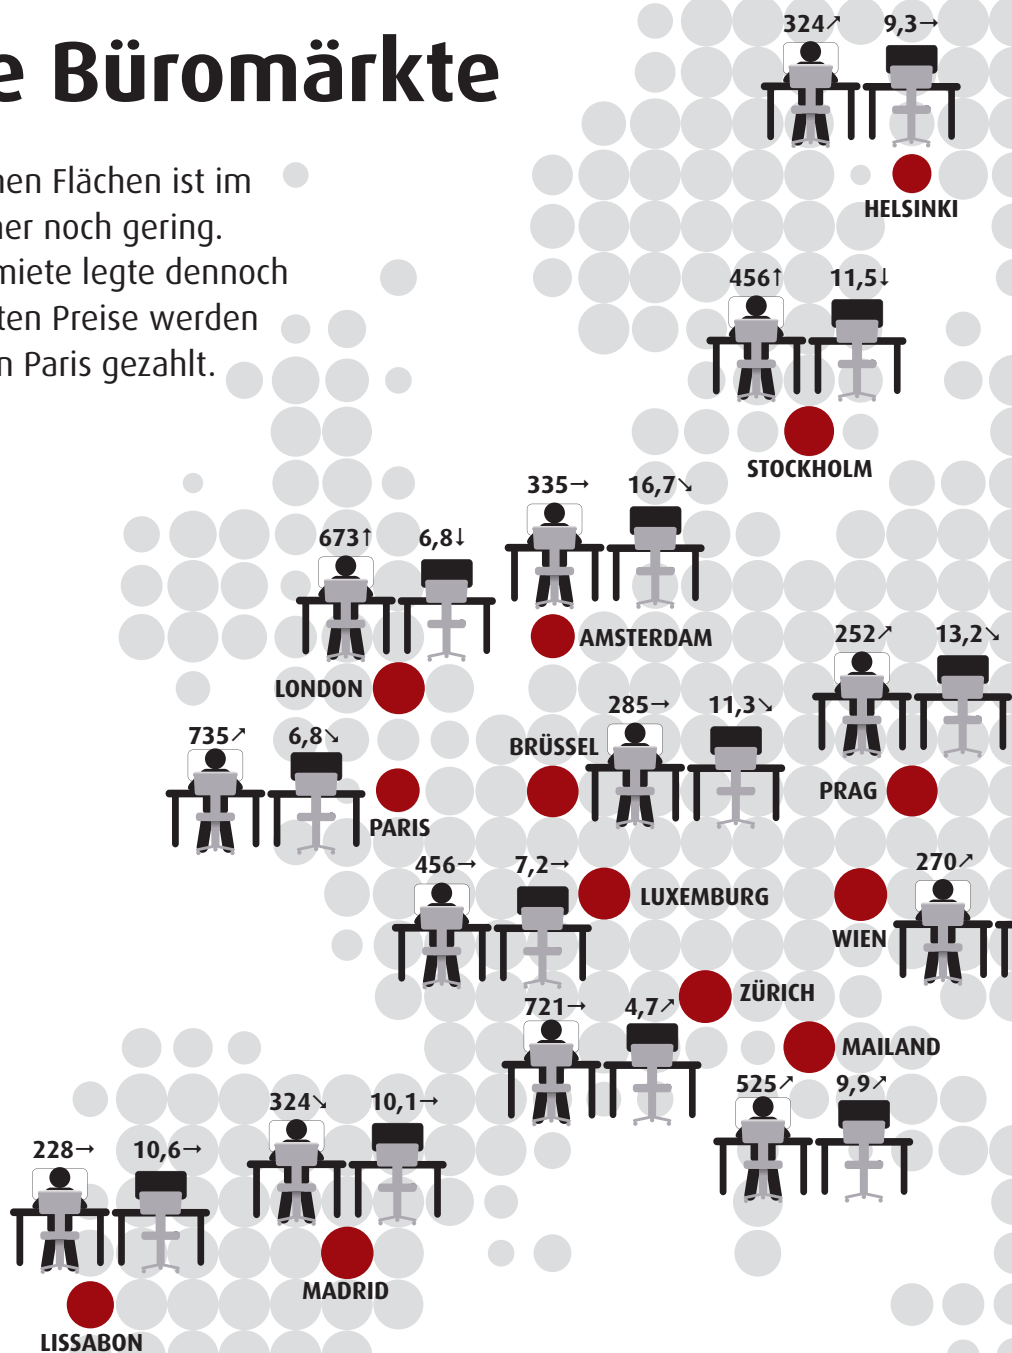 e Büromärkte
nen Flächen ist im
ner noch gering.
miete legte dennoch
ten Preise werden
n Paris gezahlt.
324↗ 9,3→
HELSINKI
456↑ 11,5↓
STOCKHOLM
335→ 16,7↘
AMSTERDAM
673↑ 6,8↓
LONDON
252↗ 13,2↘
PRAG
285→ 11,3↘
BRÜSSEL
735↗ 6,8↘
PARIS
456→ 7,2→
LUXEMBURG
270↗
WIEN
721→ 4,7↗
ZÜRICH
MAILAND
525↗ 9,9↗
324↘ 10,1→
MADRID
228→ 10,6→
LISSABON